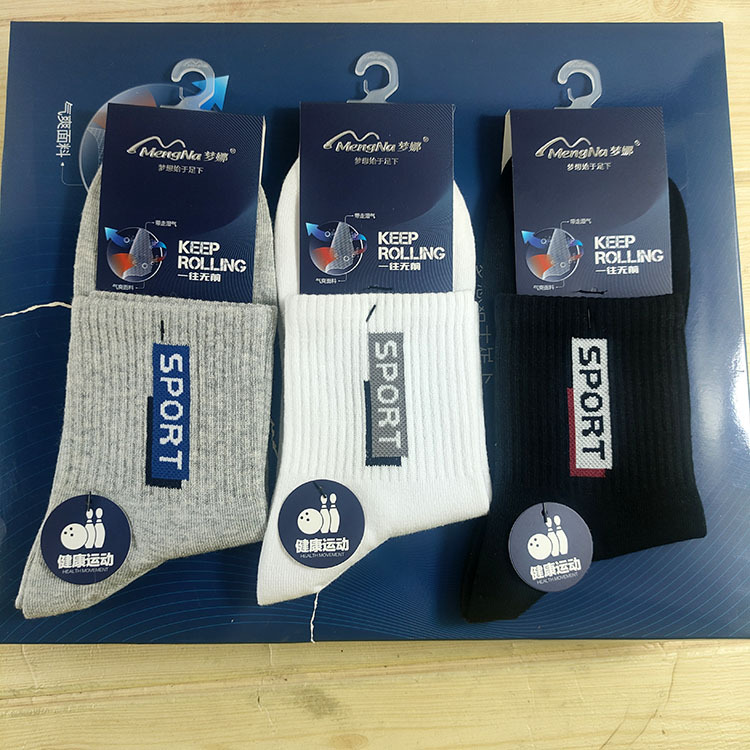 气爽面料
MengNa 梦娜®
梦想始于足下
带走湿气
气爽面料
KEEP
ROLLING
一往无前
SPORT
健康运动
HEALTH MOVEMENT
MengNa 梦娜®
梦想始于足下
带走湿气
气爽面料
KEEP
ROLLING
一往无前
SPORT
健康运动
HEALTH MOVEMENT
MengNa 梦娜®
梦想始于足下
带走湿气
气爽面料
KEEP
ROLLING
一往无前
SPORT
健康运动
HEALTH MOVEMENT